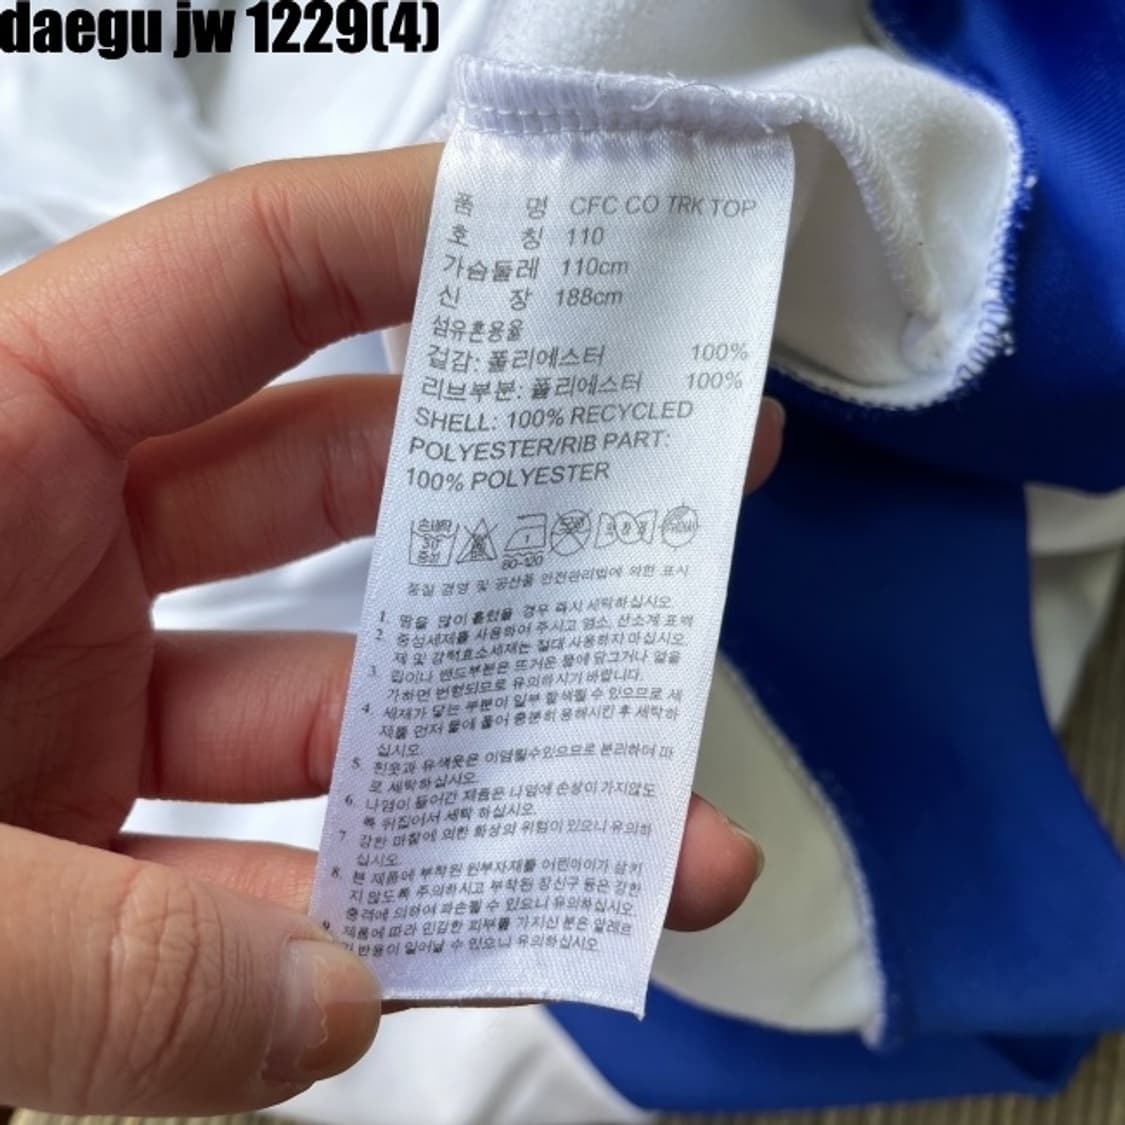 daegu jw 1229(4)
품 명 CFC CO TRK TOP
호 칭 110
가슴둘레 110cm
신 장 188cm
섬유혼용율
겉감: 폴리에스터 100%
리브부분: 폴리에스터 100%
SHELL: 100% RECYCLED
POLYESTER/RIB PART:
100% POLYESTER
손세탁
30°
중성
80-120
품질 경영 및 공산품 안전관리법에 의한 표시
1. 땀을 많이 흘렸을 경우 즉시 세탁하십시오
2. 중성세제를 사용하여 주시고 염소, 산소계 표백
제 및 강력효소세제는 절대 사용하지 마십시오
3. 립이나 밴드부분은 뜨거운 물에 담그거나 열을
가하면 변형되므로 유의하시기 바랍니다.
4. 세제가 닿는 부분이 일부 탈색될 수 있으므로 세
제를 먼저 물에 풀어 충분히 용해시킨 후 세탁하
십시오.
5. 흰옷과 유색옷은 이염될수있으므로 분리하여 따
로 세탁하십시오.
6. 나염이 들어간 제품은 나염에 손상이 가지않도
록 뒤집어서 세탁 하십시오.
7. 강한 마찰에 의한 화상의 위험이 있으니 유의하
십시오.
8. 본 제품에 부착된 원부자재를 어린아이가 삼키
지 않도록 주의하시고 부착된 장신구 등은 강한
충격에 의하여 파손될 수 있으니 유의하십시오.
9. 제품에 따라 민감한 피부를 가지신 분은 알레르
기 반응이 일어날 수 있으니 유의하십시오